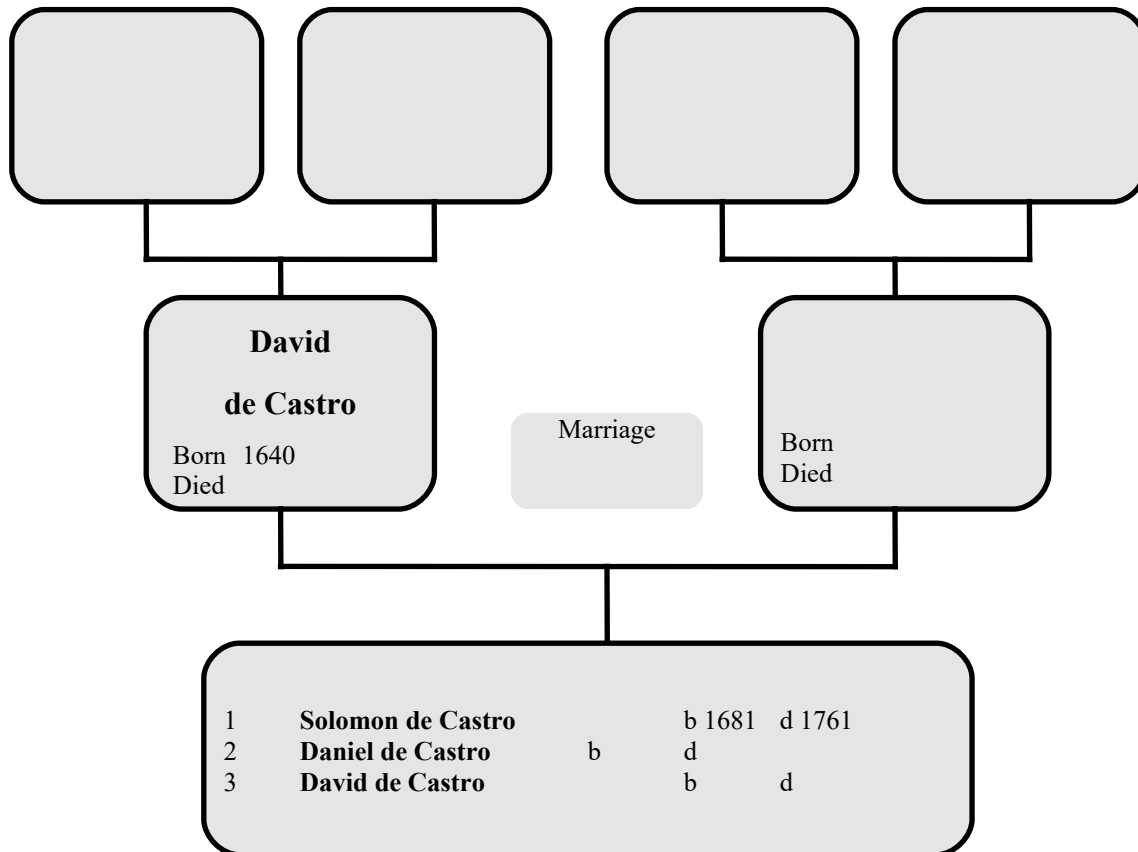 David
de Castro
Born 1640
Died
Marriage
Born
Died
1 Solomon de Castro b 1681 d 1761
2 Daniel de Castro b d
3 David de Castro b d